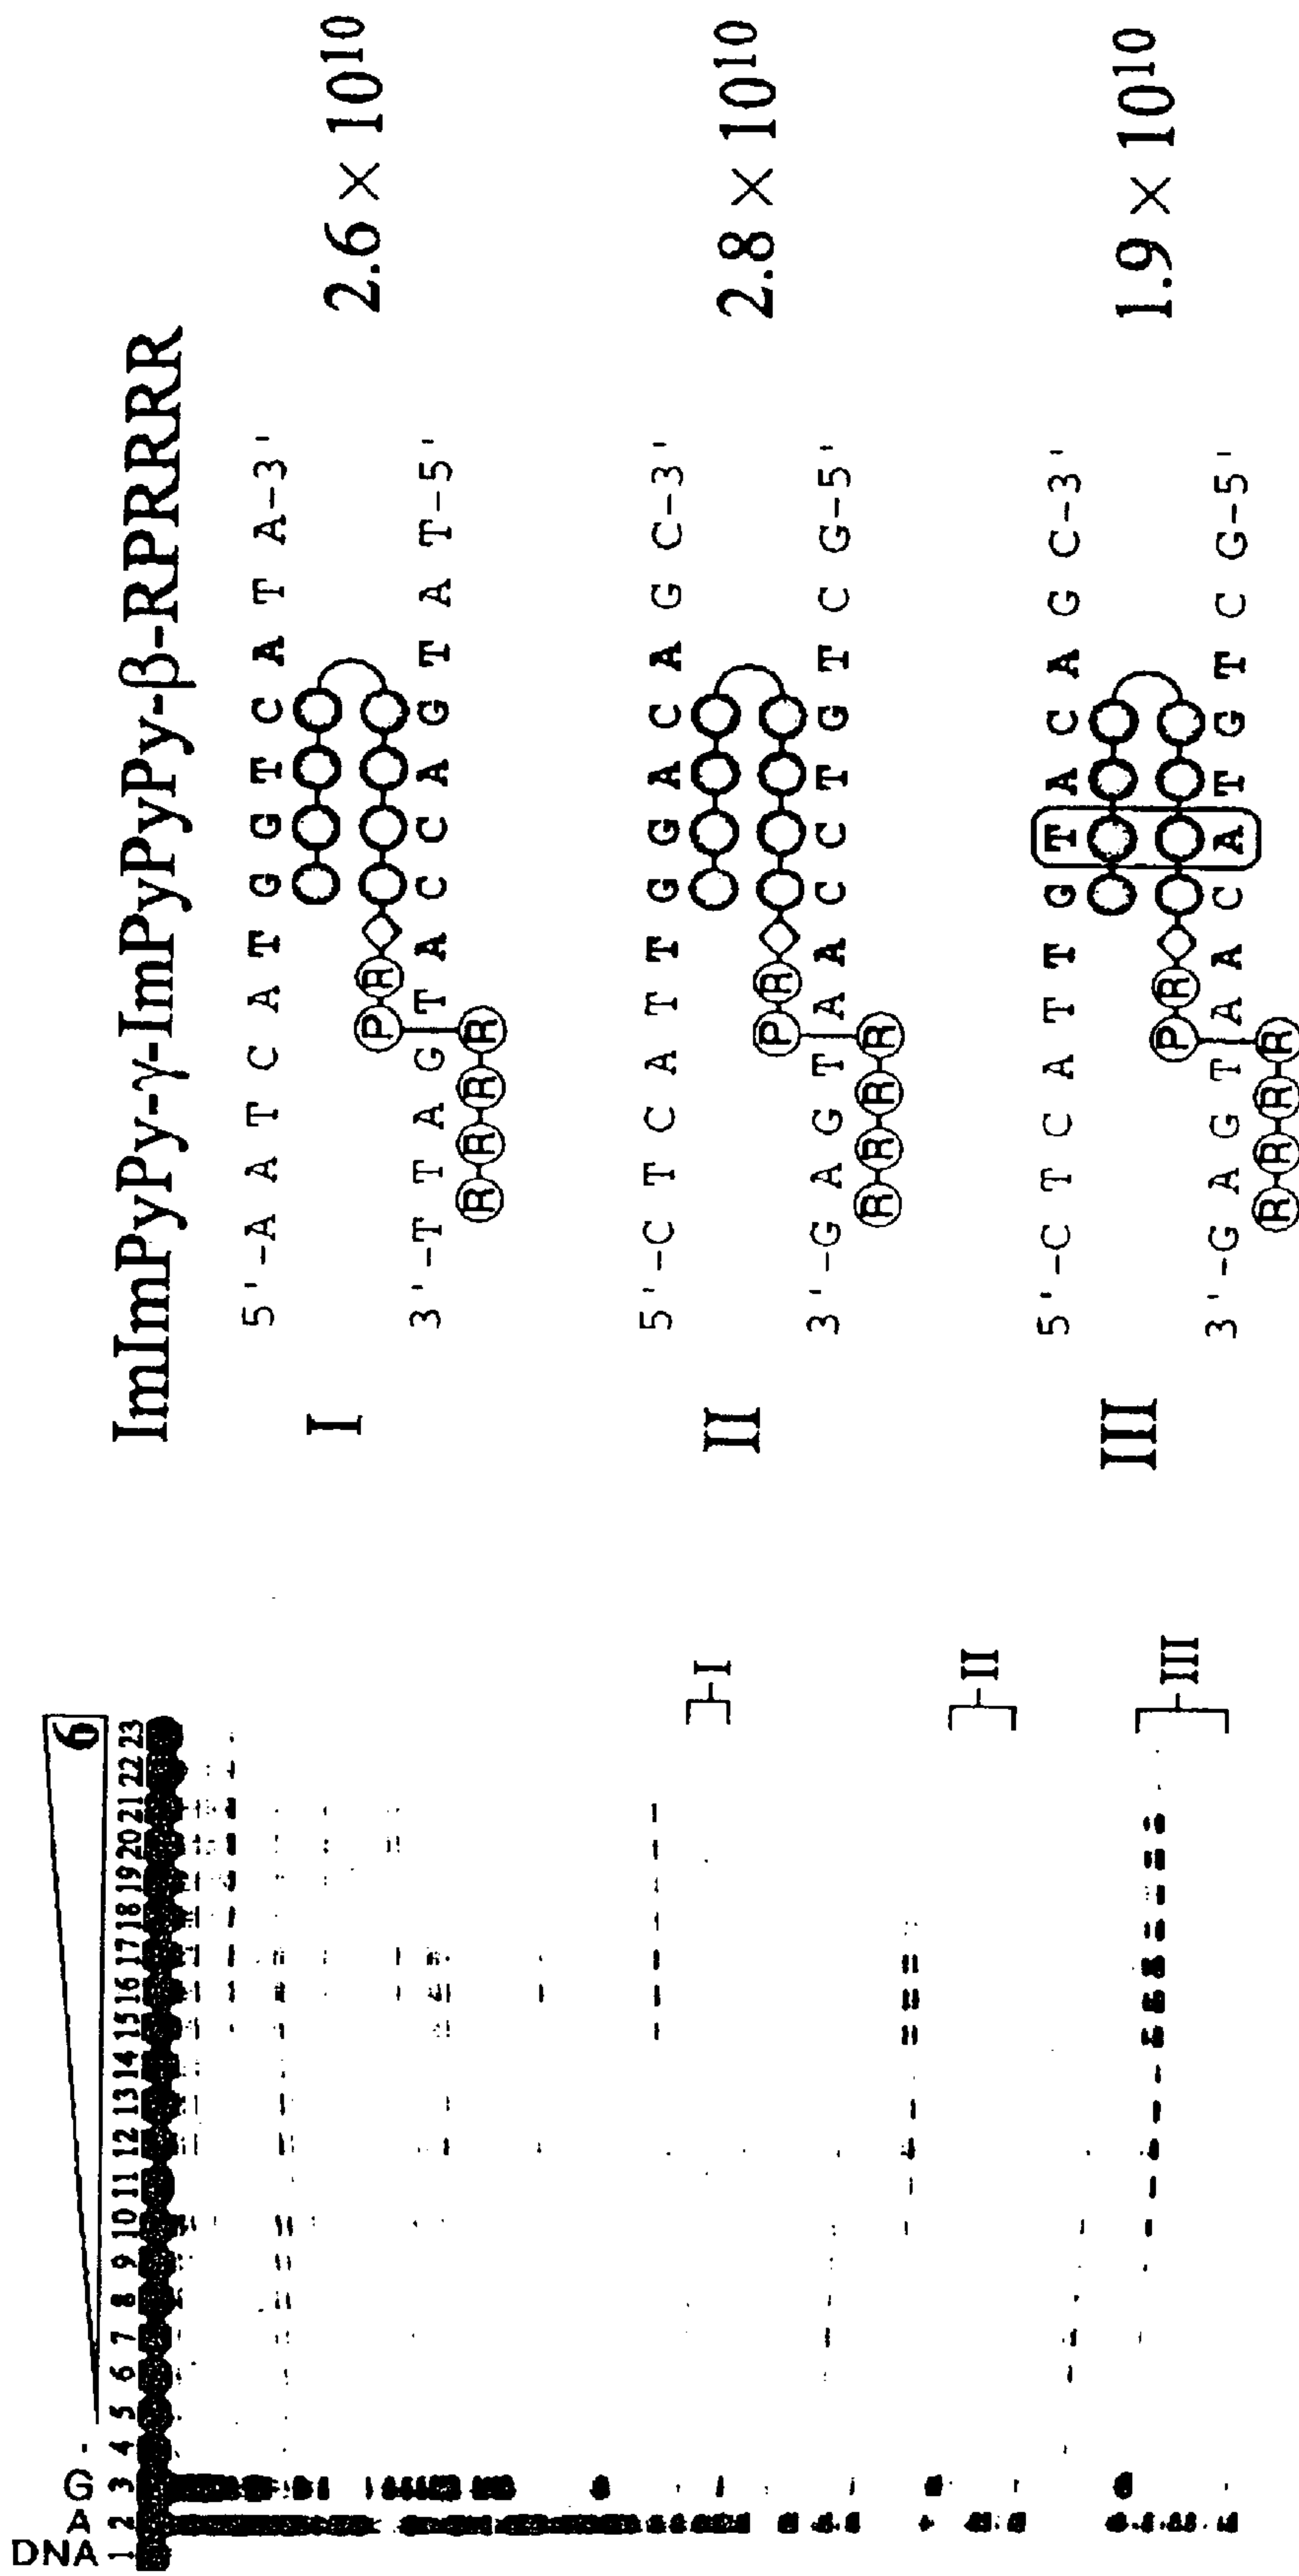 ImImPyPy-γ-ImPyPyPy-β-RPRRRR
I
5'-A A T C A T G G T C A T A-3'
R P R R R R
3'-T T A G T A C C A G T A T-5'
2.6 × 10¹⁰
II
5'-C T C A T T G G A C A G C-3'
R P R R R R
3'-G A G T A A C C T G T C G-5'
2.8 × 10¹⁰
III
5'-C T C A T T G T A C A G C-3'
R P R R R R
3'-G A G T A A C A T G T C G-5'
1.9 × 10¹⁰
6
DNA A G -
1 2 3 4 5 6 7 8 9 10 11 12 13 14 15 16 17 18 19 20 21 22 23
I
II
III